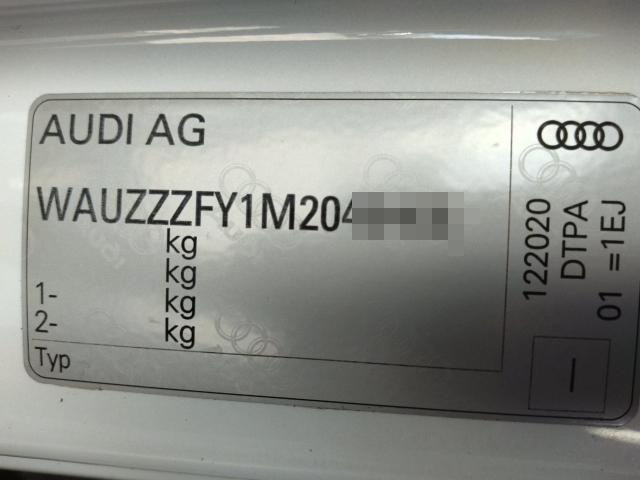 AUDI AG
WAUZZZFY1M204
kg
kg
1- kg
2- kg
Typ
122020
DTPA
01 =1EJ